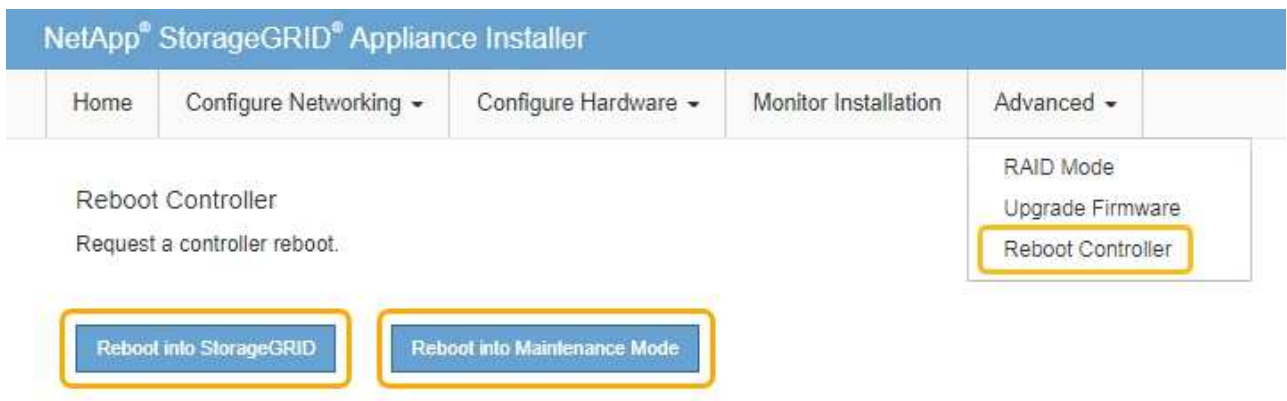 NetApp® StorageGRID® Appliance Installer
Home Configure Networking Configure Hardware Monitor Installation Advanced
RAID Mode
Upgrade Firmware
Reboot Controller
Reboot Controller
Request a controller reboot.
Reboot into StorageGRID Reboot into Maintenance Mode